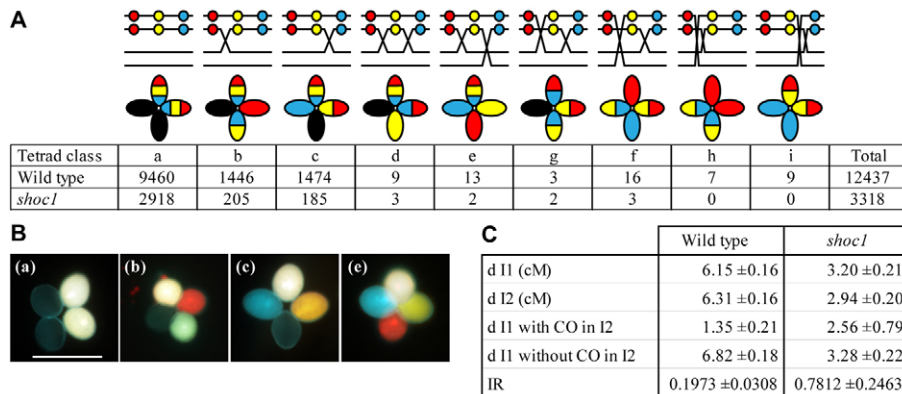 A
Tetrad class a b c d e g f h i Total
Wild type 9460 1446 1474 9 13 3 16 7 9 12437
shoc1 2918 205 185 3 2 2 3 0 0 3318
B
(a) (b) (c) (e)
C
Wild type shoc1
d I1 (cM) 6.15 ±0.16 3.20 ±0.21
d I2 (cM) 6.31 ±0.16 2.94 ±0.20
d I1 with CO in I2 1.35 ±0.21 2.56 ±0.79
d I1 without CO in I2 6.82 ±0.18 3.28 ±0.22
IR 0.1973 ±0.0308 0.7812 ±0.2463